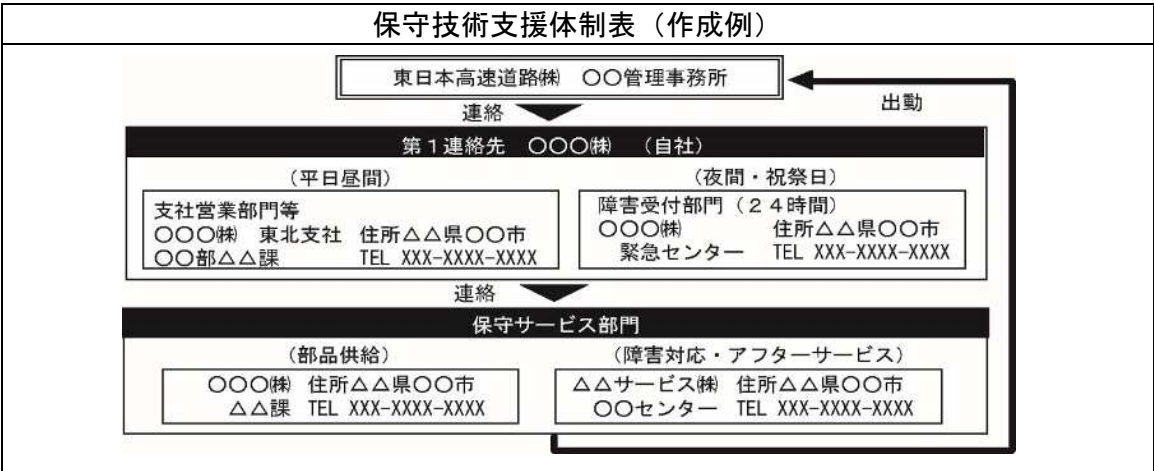 保守技術支援体制表（作成例）
東日本高速道路㈱　〇〇管理事務所
出動
連絡
第１連絡先　〇〇〇㈱　（自社）
（平日昼間）
支社営業部門等
〇〇〇㈱　東北支社　住所△△県〇〇市
〇〇部△△課　TEL XXX-XXXX-XXXX
（夜間・祝祭日）
障害受付部門（２４時間）
〇〇〇㈱　住所△△県〇〇市
緊急センター　TEL XXX-XXXX-XXXX
連絡
保守サービス部門
（部品供給）
〇〇〇㈱　住所△△県〇〇市
△△課　TEL XXX-XXXX-XXXX
（障害対応・アフターサービス）
△△サービス㈱　住所△△県〇〇市
〇〇センター　TEL XXX-XXXX-XXXX